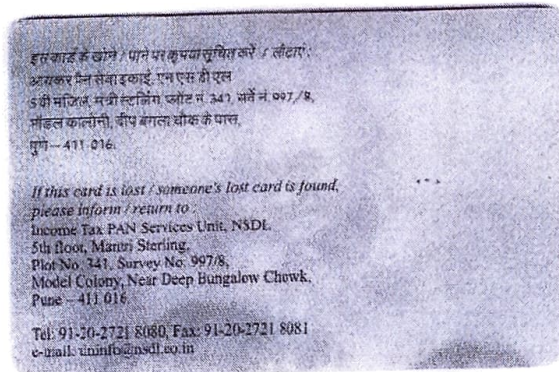 इस कार्ड के खोने / पाने पर कृपया सूचित करें / लौटाएं :
आयकर पैन सेवा इकाई, एन एस डी एल
5 वी मंजिल, मंत्री स्टर्लिंग, प्लॉट नं. 341, सर्वे नं. 997/8,
मॉडल कालोनी, दीप बंगला चौक के पास,
पुणे – 411 016.
If this card is lost / someone's lost card is found,
please inform / return to :
Income Tax PAN Services Unit, NSDL
5th floor, Mantri Sterling,
Plot No. 341, Survey No. 997/8,
Model Colony, Near Deep Bungalow Chowk,
Pune – 411 016
Tel: 91-20-2721 8080, Fax: 91-20-2721 8081
e-mail: tininfo@nsdl.co.in